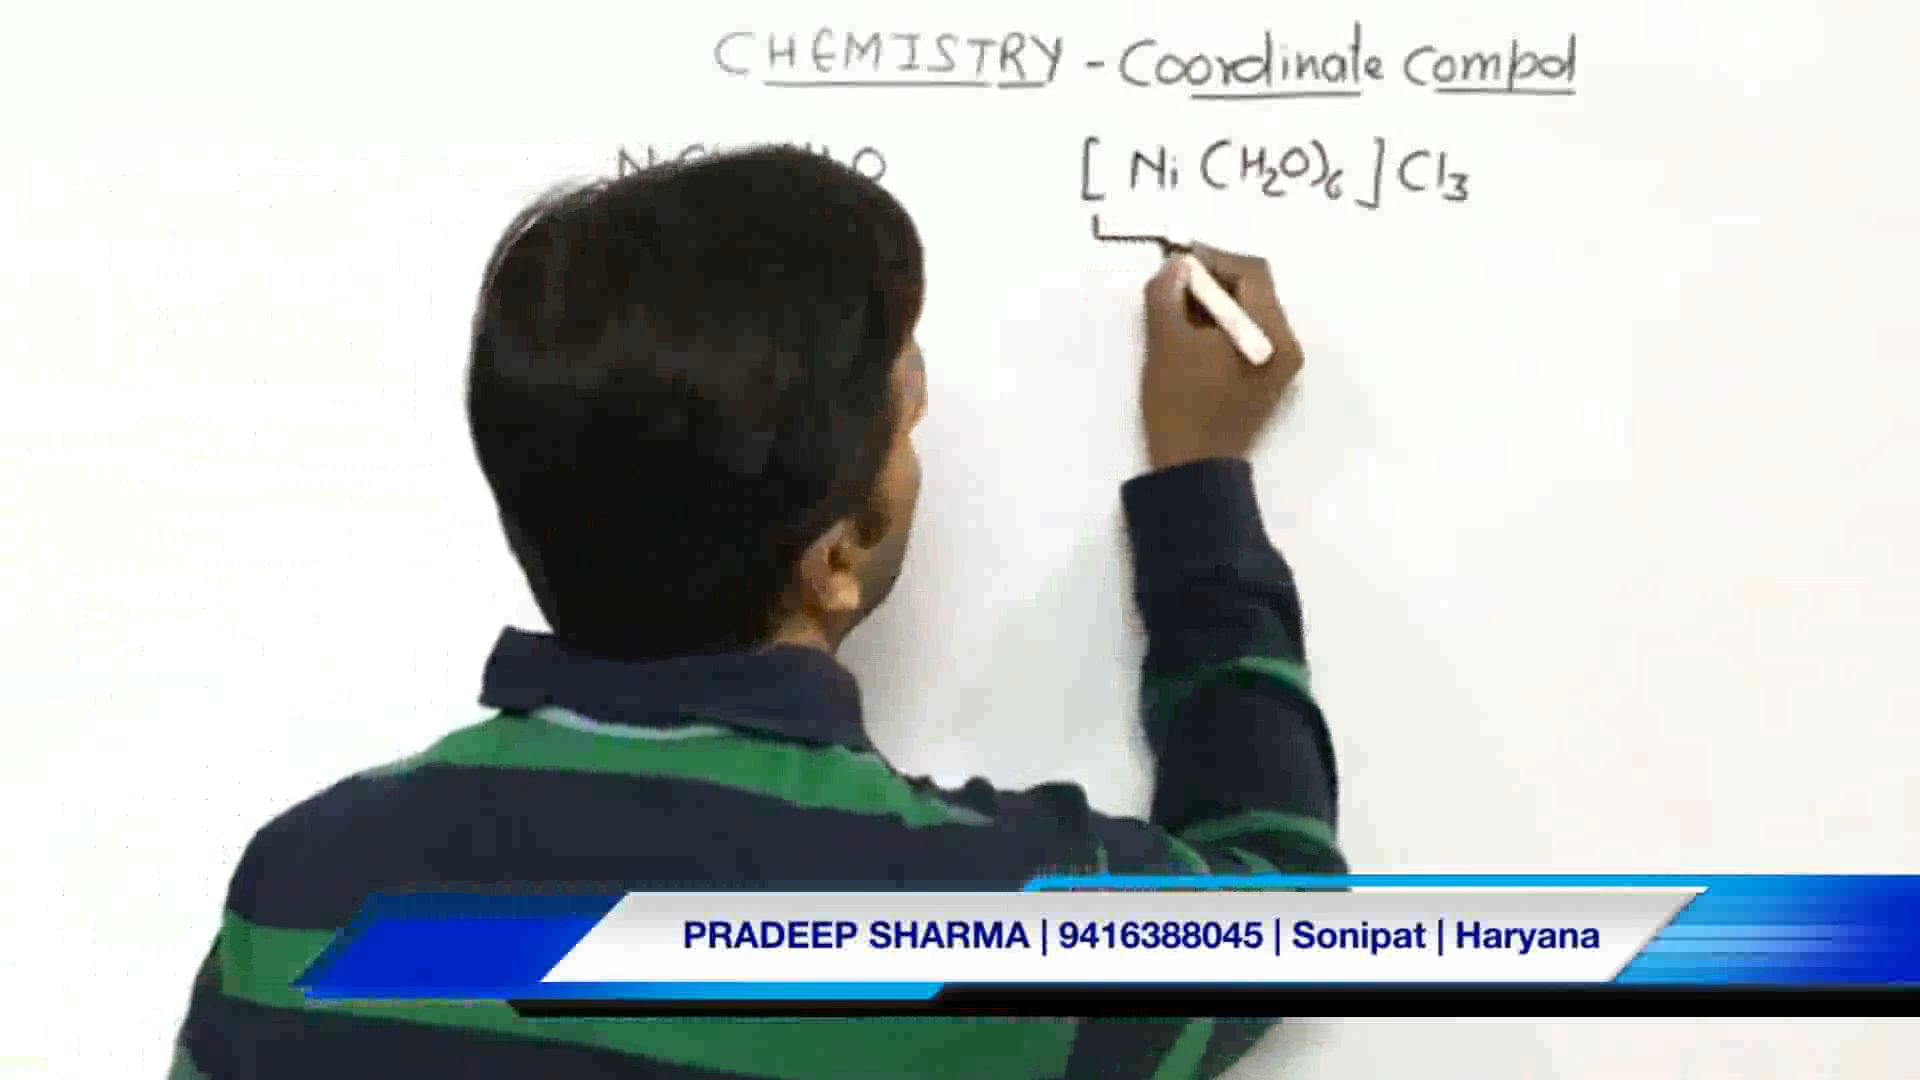 CHEMISTRY - Coordinate Compd
[Ni(H₂O)₆]Cl₃
PRADEEP SHARMA | 9416388045 | Sonipat | Haryana